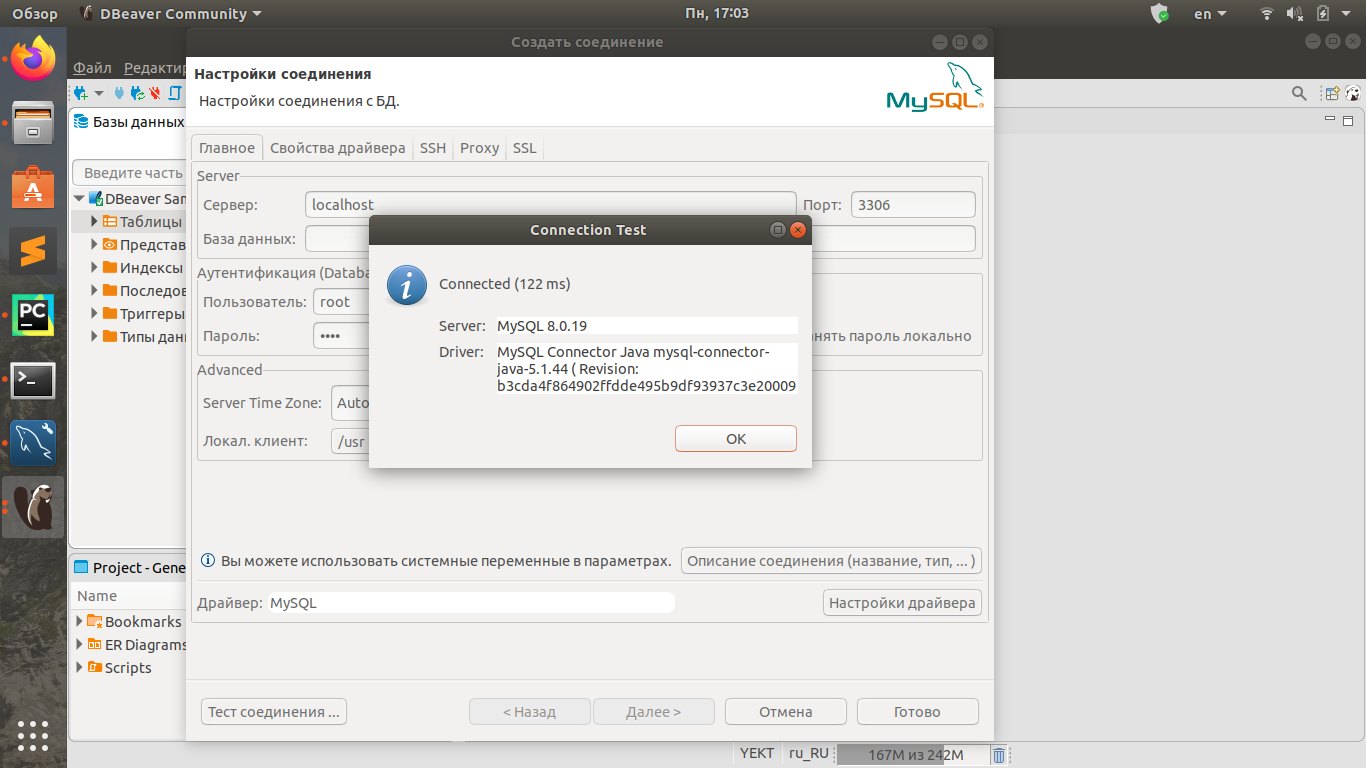 Обзор DBeaver Community Пн, 17:03 en
Создать соединение
Файл Редактир
Настройки соединения
Настройки соединения с БД.
MySQL®
Базы данных
Введите часть
DBeaver Sam
Таблицы
Представ
Индексы
Последов
Триггеры
Типы данн
Главное Свойства драйвера SSH Proxy SSL
Server
Сервер: localhost Порт: 3306
База данных:
Аутентификация (Databa
Пользователь: root
Пароль: •••• нять пароль локально
Advanced
Server Time Zone: Auto
Локал. клиент: /usr
Connection Test
Connected (122 ms)
Server: MySQL 8.0.19
Driver: MySQL Connector Java mysql-connector-
java-5.1.44 ( Revision:
b3cda4f864902ffdde495b9df93937c3e20009
OK
Вы можете использовать системные переменные в параметрах. Описание соединения (название, тип, ... )
Драйвер: MySQL Настройки драйвера
Project - Gene
Name
Bookmarks
ER Diagrams
Scripts
Тест соединения ... < Назад Далее > Отмена Готово
YEKT ru_RU 167M из 242M